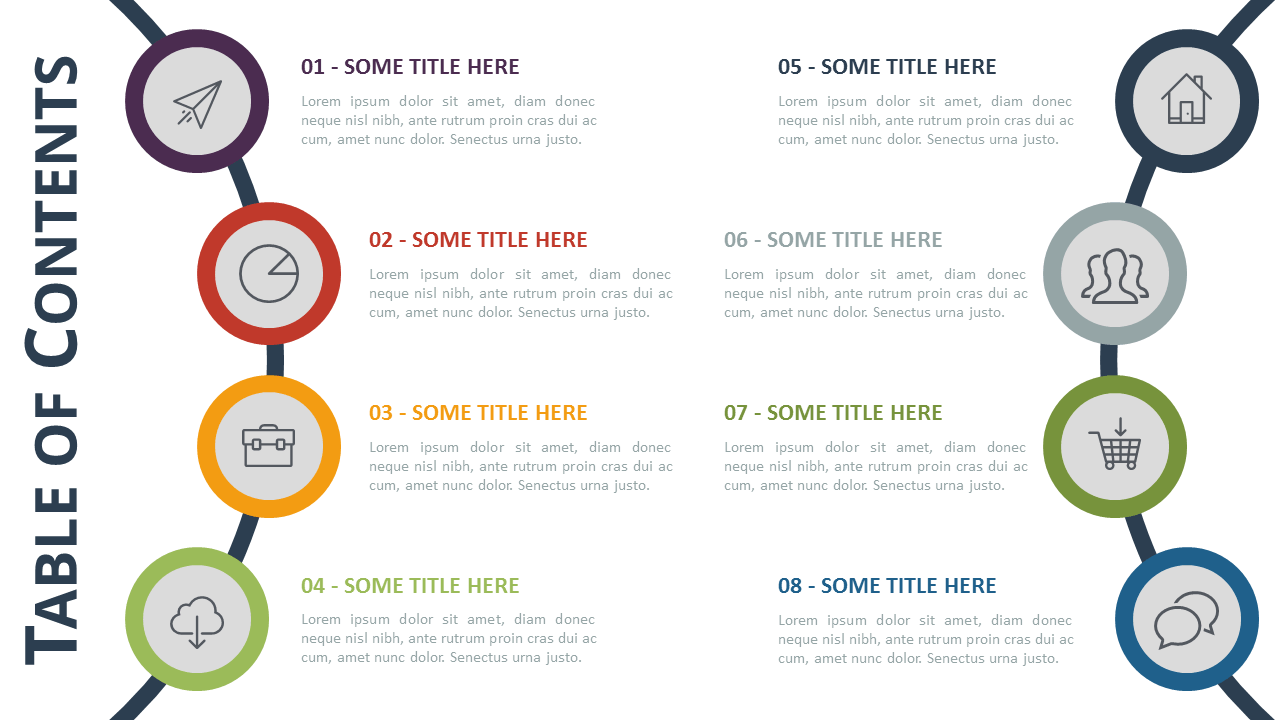 TABLE OF CONTENTS
01 - SOME TITLE HERE
Lorem ipsum dolor sit amet, diam donec
neque nisl nibh, ante rutrum proin cras dui ac
cum, amet nunc dolor. Senectus urna justo.
02 - SOME TITLE HERE
Lorem ipsum dolor sit amet, diam donec
neque nisl nibh, ante rutrum proin cras dui ac
cum, amet nunc dolor. Senectus urna justo.
03 - SOME TITLE HERE
Lorem ipsum dolor sit amet, diam donec
neque nisl nibh, ante rutrum proin cras dui ac
cum, amet nunc dolor. Senectus urna justo.
04 - SOME TITLE HERE
Lorem ipsum dolor sit amet, diam donec
neque nisl nibh, ante rutrum proin cras dui ac
cum, amet nunc dolor. Senectus urna justo.
05 - SOME TITLE HERE
Lorem ipsum dolor sit amet, diam donec
neque nisl nibh, ante rutrum proin cras dui ac
cum, amet nunc dolor. Senectus urna justo.
06 - SOME TITLE HERE
Lorem ipsum dolor sit amet, diam donec
neque nisl nibh, ante rutrum proin cras dui ac
cum, amet nunc dolor. Senectus urna justo.
07 - SOME TITLE HERE
Lorem ipsum dolor sit amet, diam donec
neque nisl nibh, ante rutrum proin cras dui ac
cum, amet nunc dolor. Senectus urna justo.
08 - SOME TITLE HERE
Lorem ipsum dolor sit amet, diam donec
neque nisl nibh, ante rutrum proin cras dui ac
cum, amet nunc dolor. Senectus urna justo.